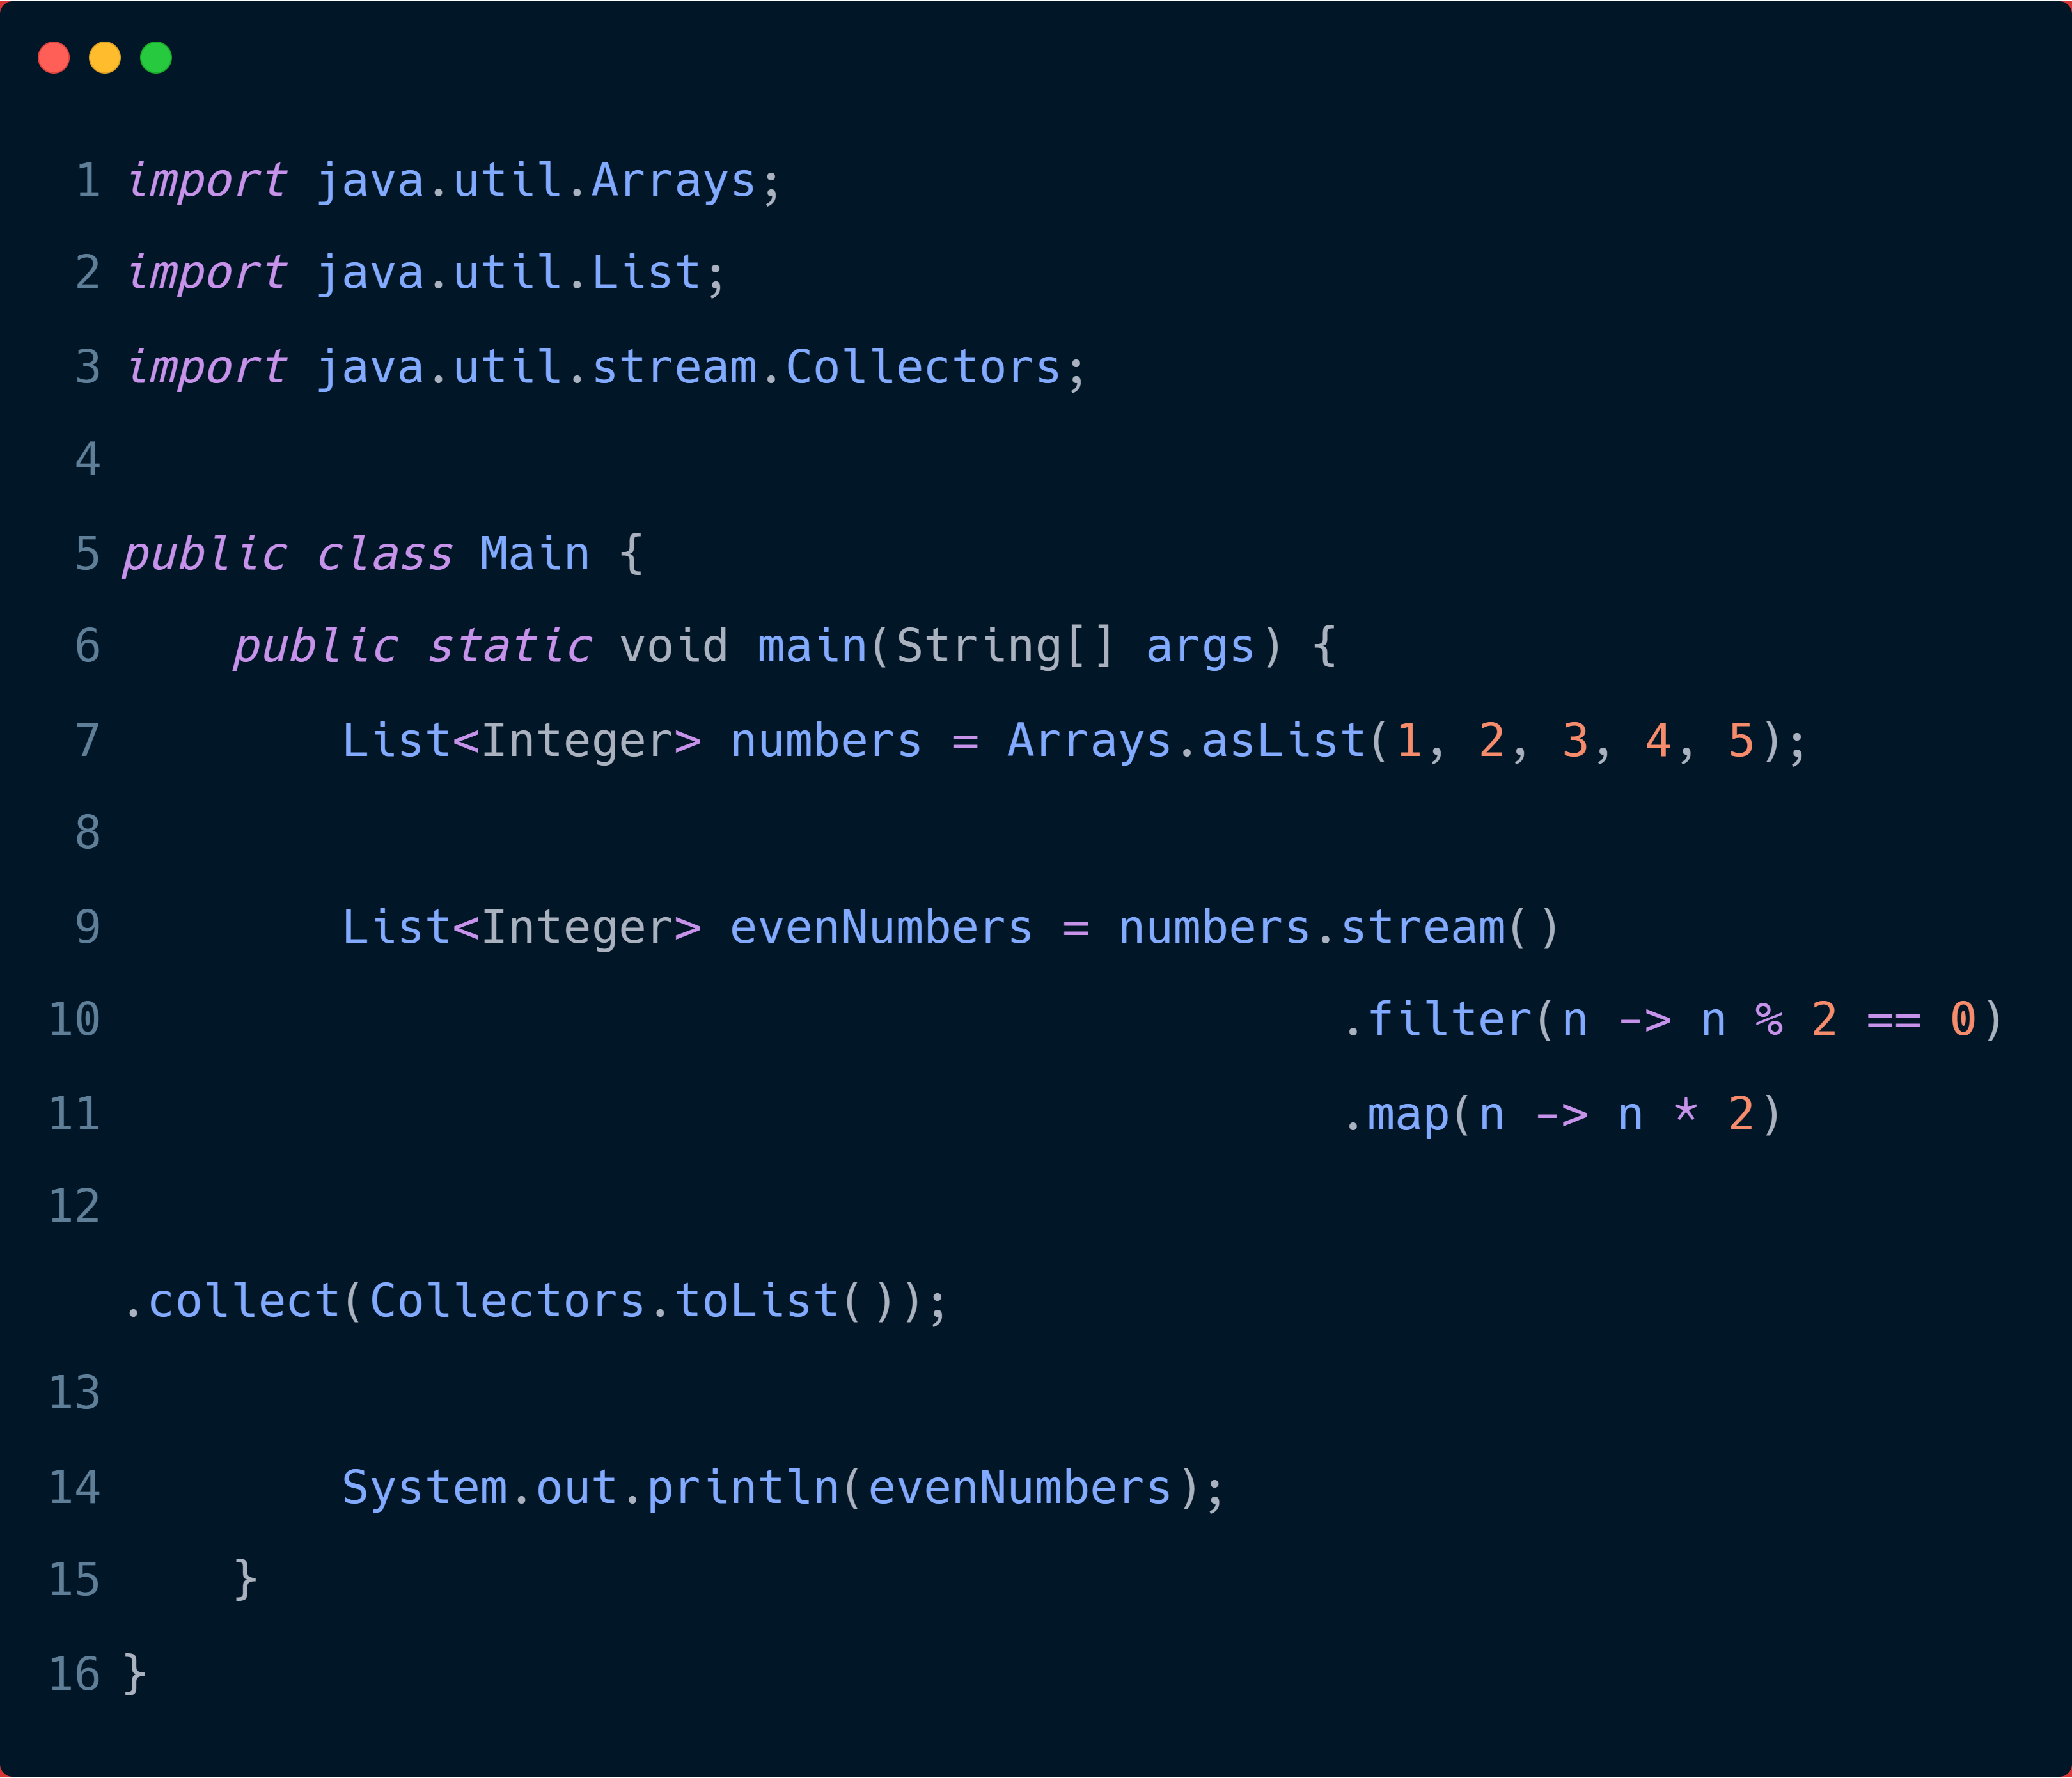 1 import java.util.Arrays;
2 import java.util.List;
3 import java.util.stream.Collectors;
4
5 public class Main {
6     public static void main(String[] args) {
7         List<Integer> numbers = Arrays.asList(1, 2, 3, 4, 5);
8
9         List<Integer> evenNumbers = numbers.stream()
10                                             .filter(n -> n % 2 == 0)
11                                             .map(n -> n * 2)
12
.collect(Collectors.toList());
13
14         System.out.println(evenNumbers);
15     }
16 }